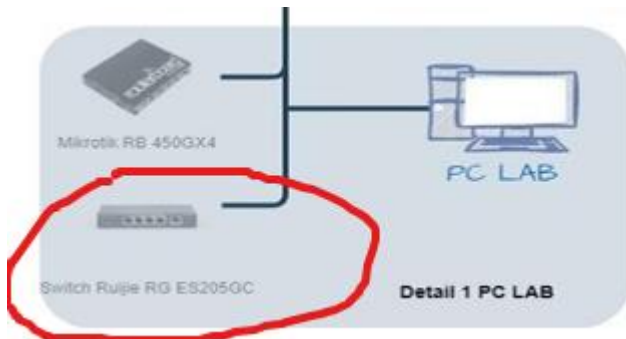 Mikrotik RB 450GX4
PC LAB
Switch Ruijie RG ES205GC
Detail 1 PC LAB